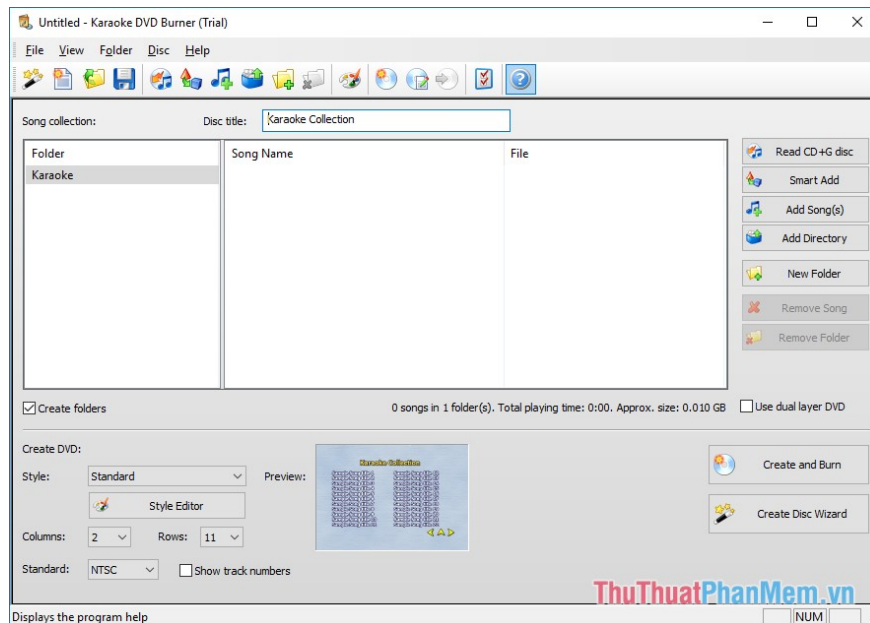 Untitled - Karaoke DVD Burner (Trial)
File View Folder Disc Help
Song collection: Disc title: Karaoke Collection
Folder Song Name File
Karaoke
Read CD+G disc
Smart Add
Add Song(s)
Add Directory
New Folder
Remove Song
Remove Folder
Create folders 0 songs in 1 folder(s). Total playing time: 0:00. Approx. size: 0.010 GB Use dual layer DVD
Create DVD:
Style: Standard Preview:
Karaoke Collection
Style Editor
Columns: 2 Rows: 11
Standard: NTSC Show track numbers
Create and Burn
Create Disc Wizard
ThuThuatPhanMem.vn
Displays the program help NUM